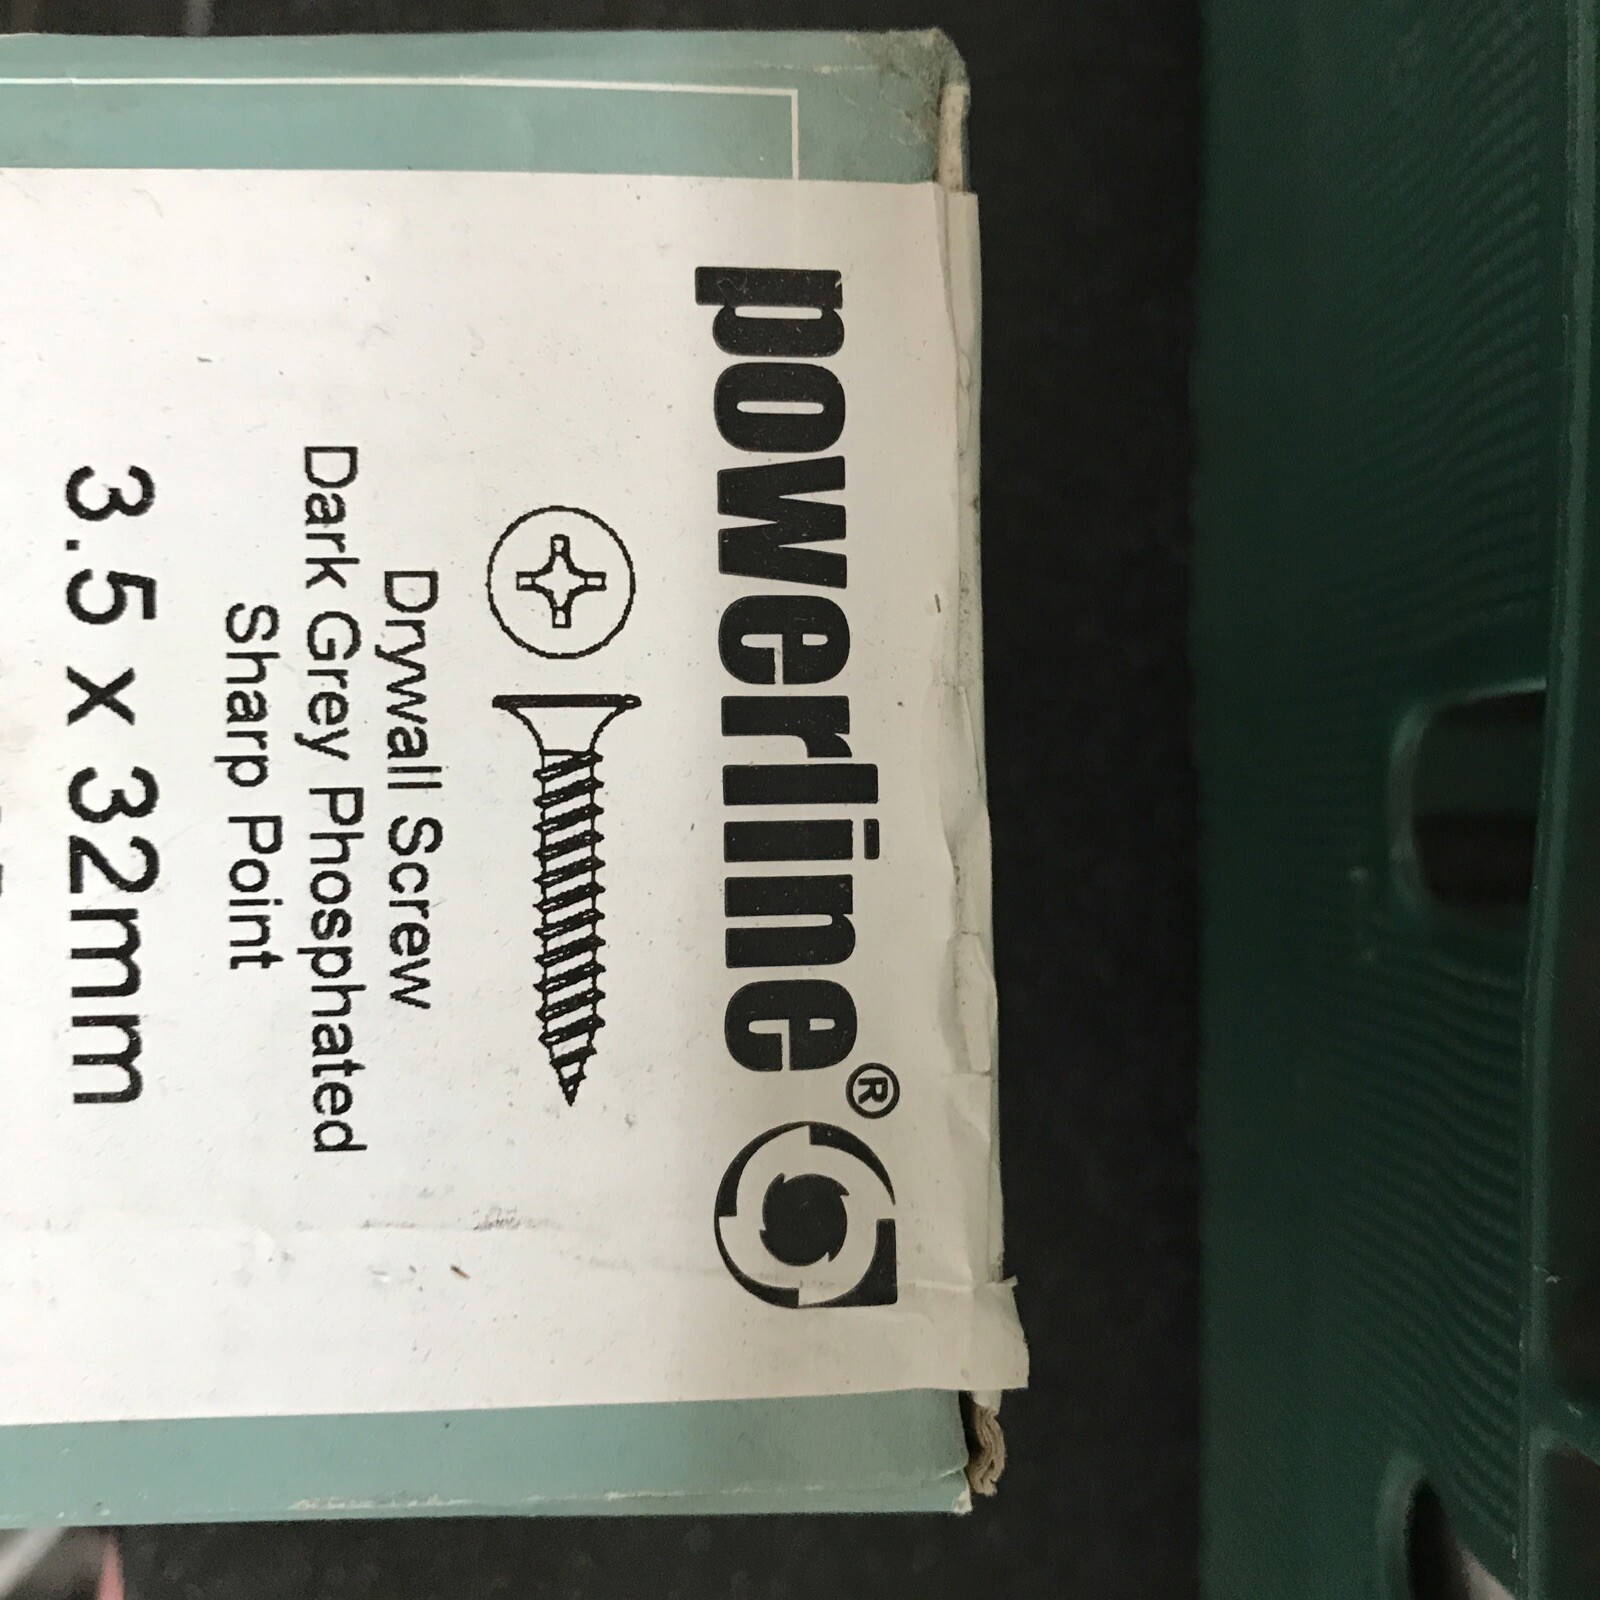 powerline®
Drywall Screw
Dark Grey Phosphated
Sharp Point
3.5 x 32mm